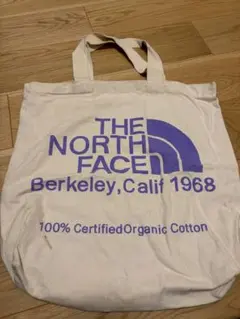 THE
NORTH
FACE
Berkeley,Calif 1968
100% CertifiedOrganic Cotton